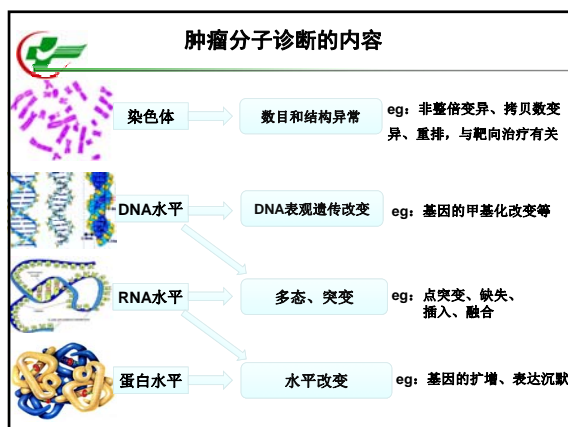 肿瘤分子诊断的内容
染色体
数目和结构异常
eg：非整倍变异、拷贝数变
异、重排，与靶向治疗有关
DNA水平
DNA表观遗传改变
eg：基因的甲基化改变等
RNA水平
多态、突变
eg：点突变、缺失、
插入、融合
蛋白水平
水平改变
eg：基因的扩增、表达沉默